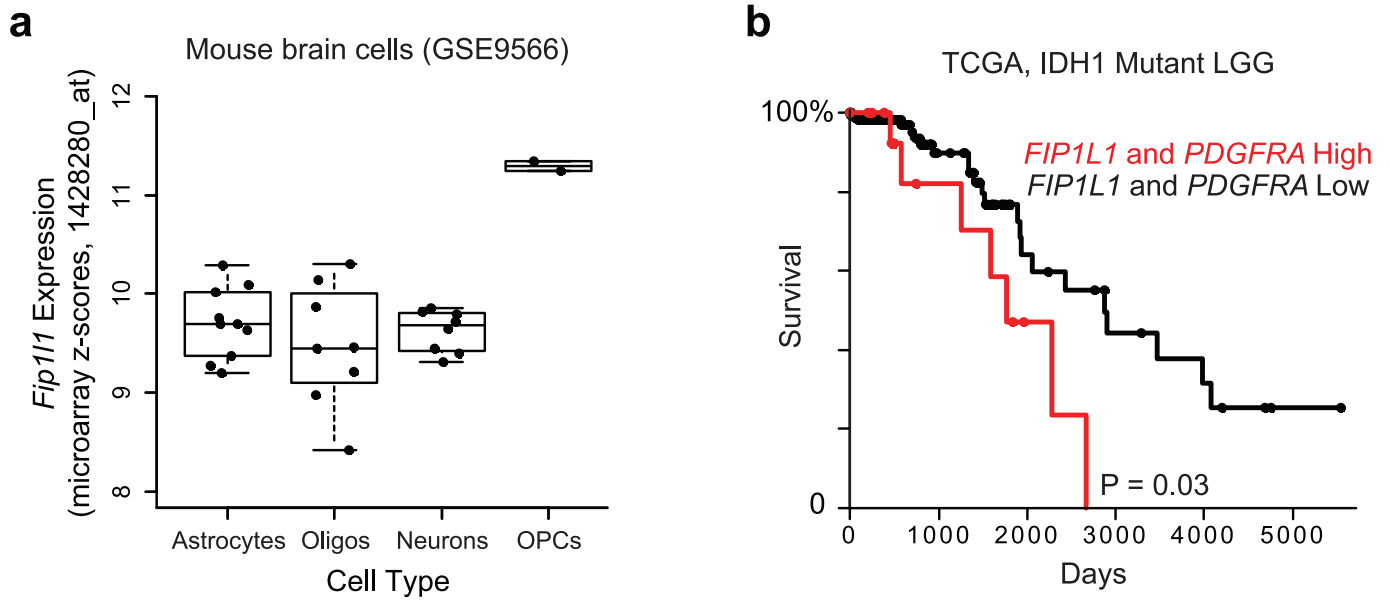 a
Mouse brain cells (GSE9566)
Fip1l1 Expression
(microarray z-scores, 1428280_at)
12
11
10
9
8
Astrocytes Oligos Neurons OPCs
Cell Type
b
TCGA, IDH1 Mutant LGG
100%
FIP1L1 and PDGFRA High
FIP1L1 and PDGFRA Low
Survival
P = 0.03
0
0 1000 2000 3000 4000 5000
Days